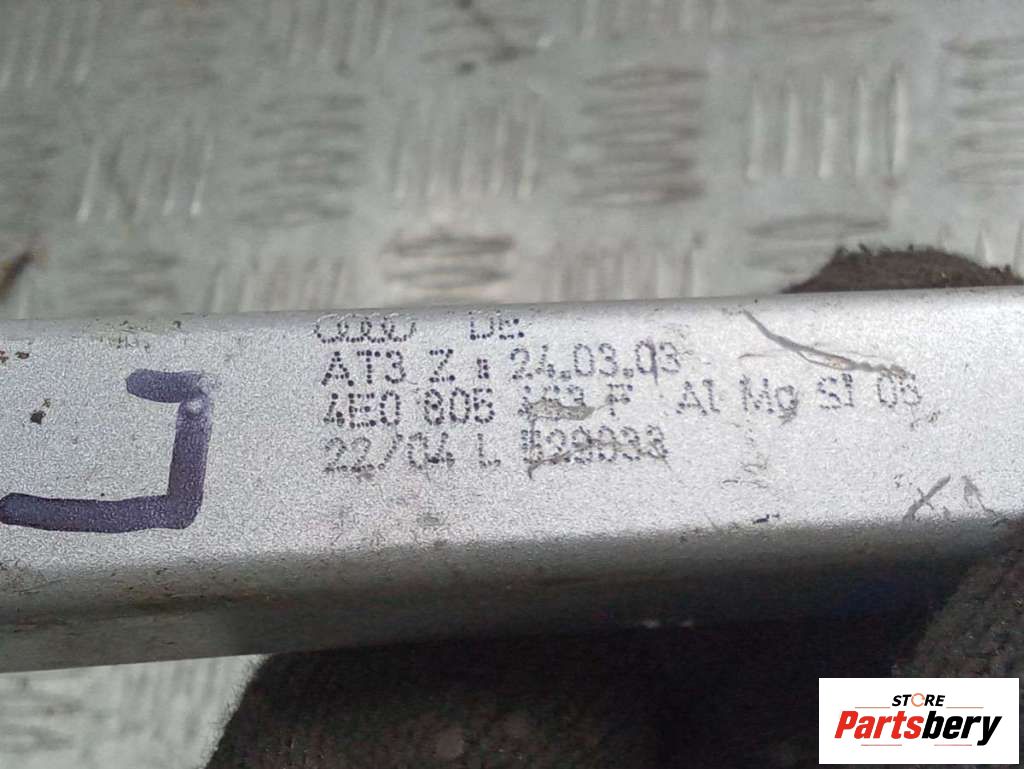 DE
AT3 Z 24.03.03
4E0 805 F Al Mg SI 05
22/04 L
STORE
Partsbery